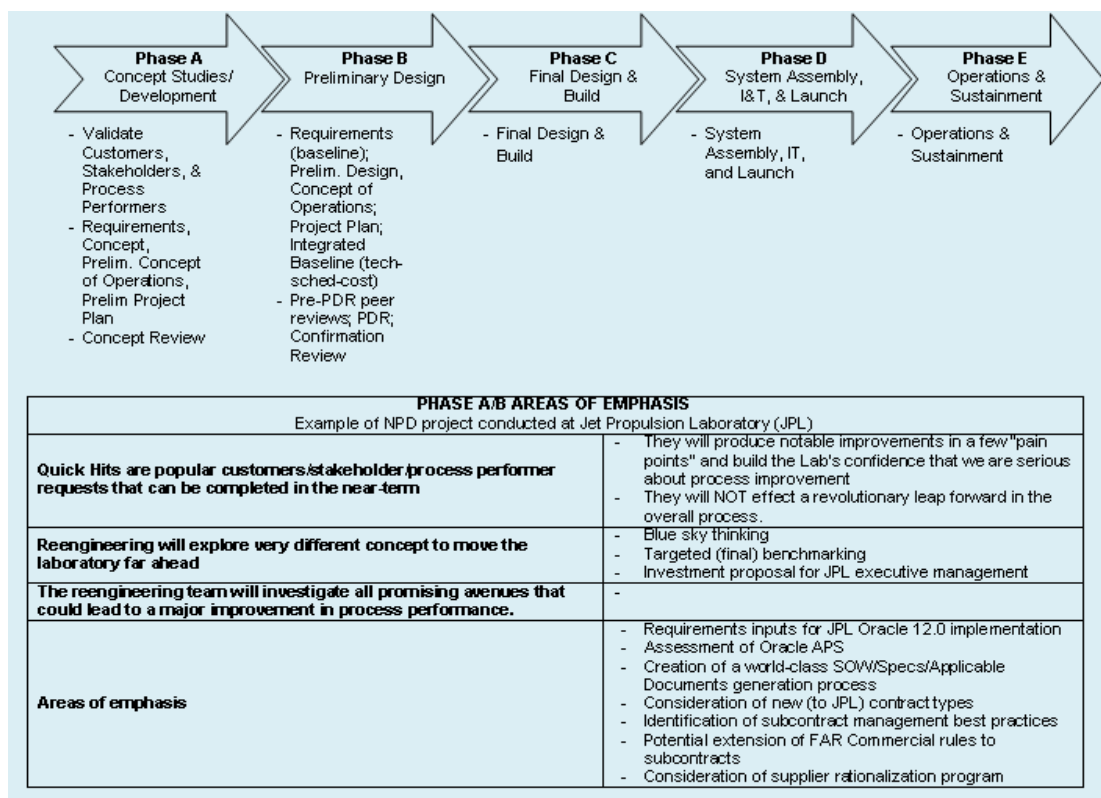 Phase A
Concept Studies/
Development
Phase B
Preliminary Design
Phase C
Final Design &
Build
Phase D
System Assembly,
I&T, & Launch
Phase E
Operations &
Sustainment
- Validate
Customers,
Stakeholders, &
Process
Performers
- Requirements,
Concept,
Prelim. Concept
of Operations,
Prelim Project
Plan
- Concept Review
- Requirements
(baseline);
Prelim. Design,
Concept of
Operations;
Project Plan;
Integrated
Baseline (tech-
sched-cost)
- Pre-PDR peer
reviews; PDR;
Confirmation
Review
- Final Design &
Build
- System
Assembly, IT,
and Launch
- Operations &
Sustainment
PHASE A/B AREAS OF EMPHASIS
Example of NPD project conducted at Jet Propulsion Laboratory (JPL)
Quick Hits are popular customers/stakeholder/process performer
requests that can be completed in the near-term
- They will produce notable improvements in a few "pain
points" and build the Lab's confidence that we are serious
about process improvement
- They will NOT effect a revolutionary leap forward in the
overall process.
Reengineering will explore very different concept to move the
laboratory far ahead
- Blue sky thinking
- Targeted (final) benchmarking
- Investment proposal for JPL executive management
The reengineering team will investigate all promising avenues that
could lead to a major improvement in process performance.
-
Areas of emphasis
- Requirements inputs for JPL Oracle 12.0 implementation
- Assessment of Oracle APS
- Creation of a world-class SOW/Specs/Applicable
Documents generation process
- Consideration of new (to JPL) contract types
- Identification of subcontract management best practices
- Potential extension of FAR Commercial rules to
subcontracts
- Consideration of supplier rationalization program